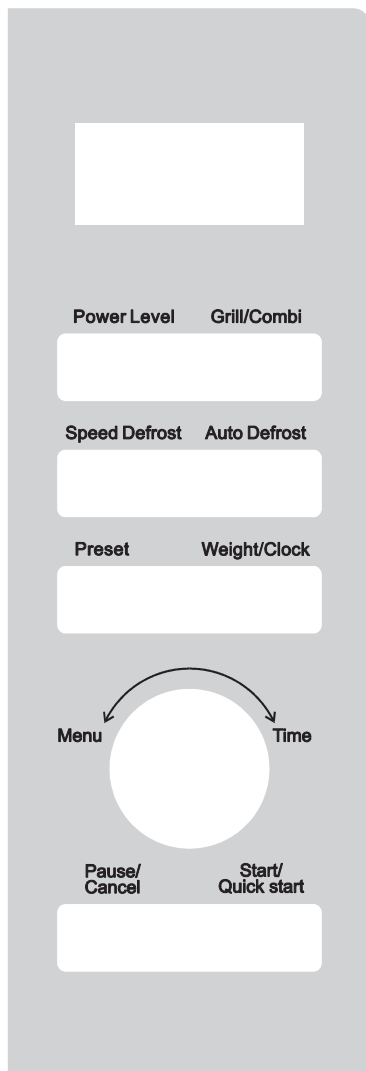 Power Level Grill/Combi
Speed Defrost Auto Defrost
Preset Weight/Clock
Menu Time
Pause/ Start/
Cancel Quick start